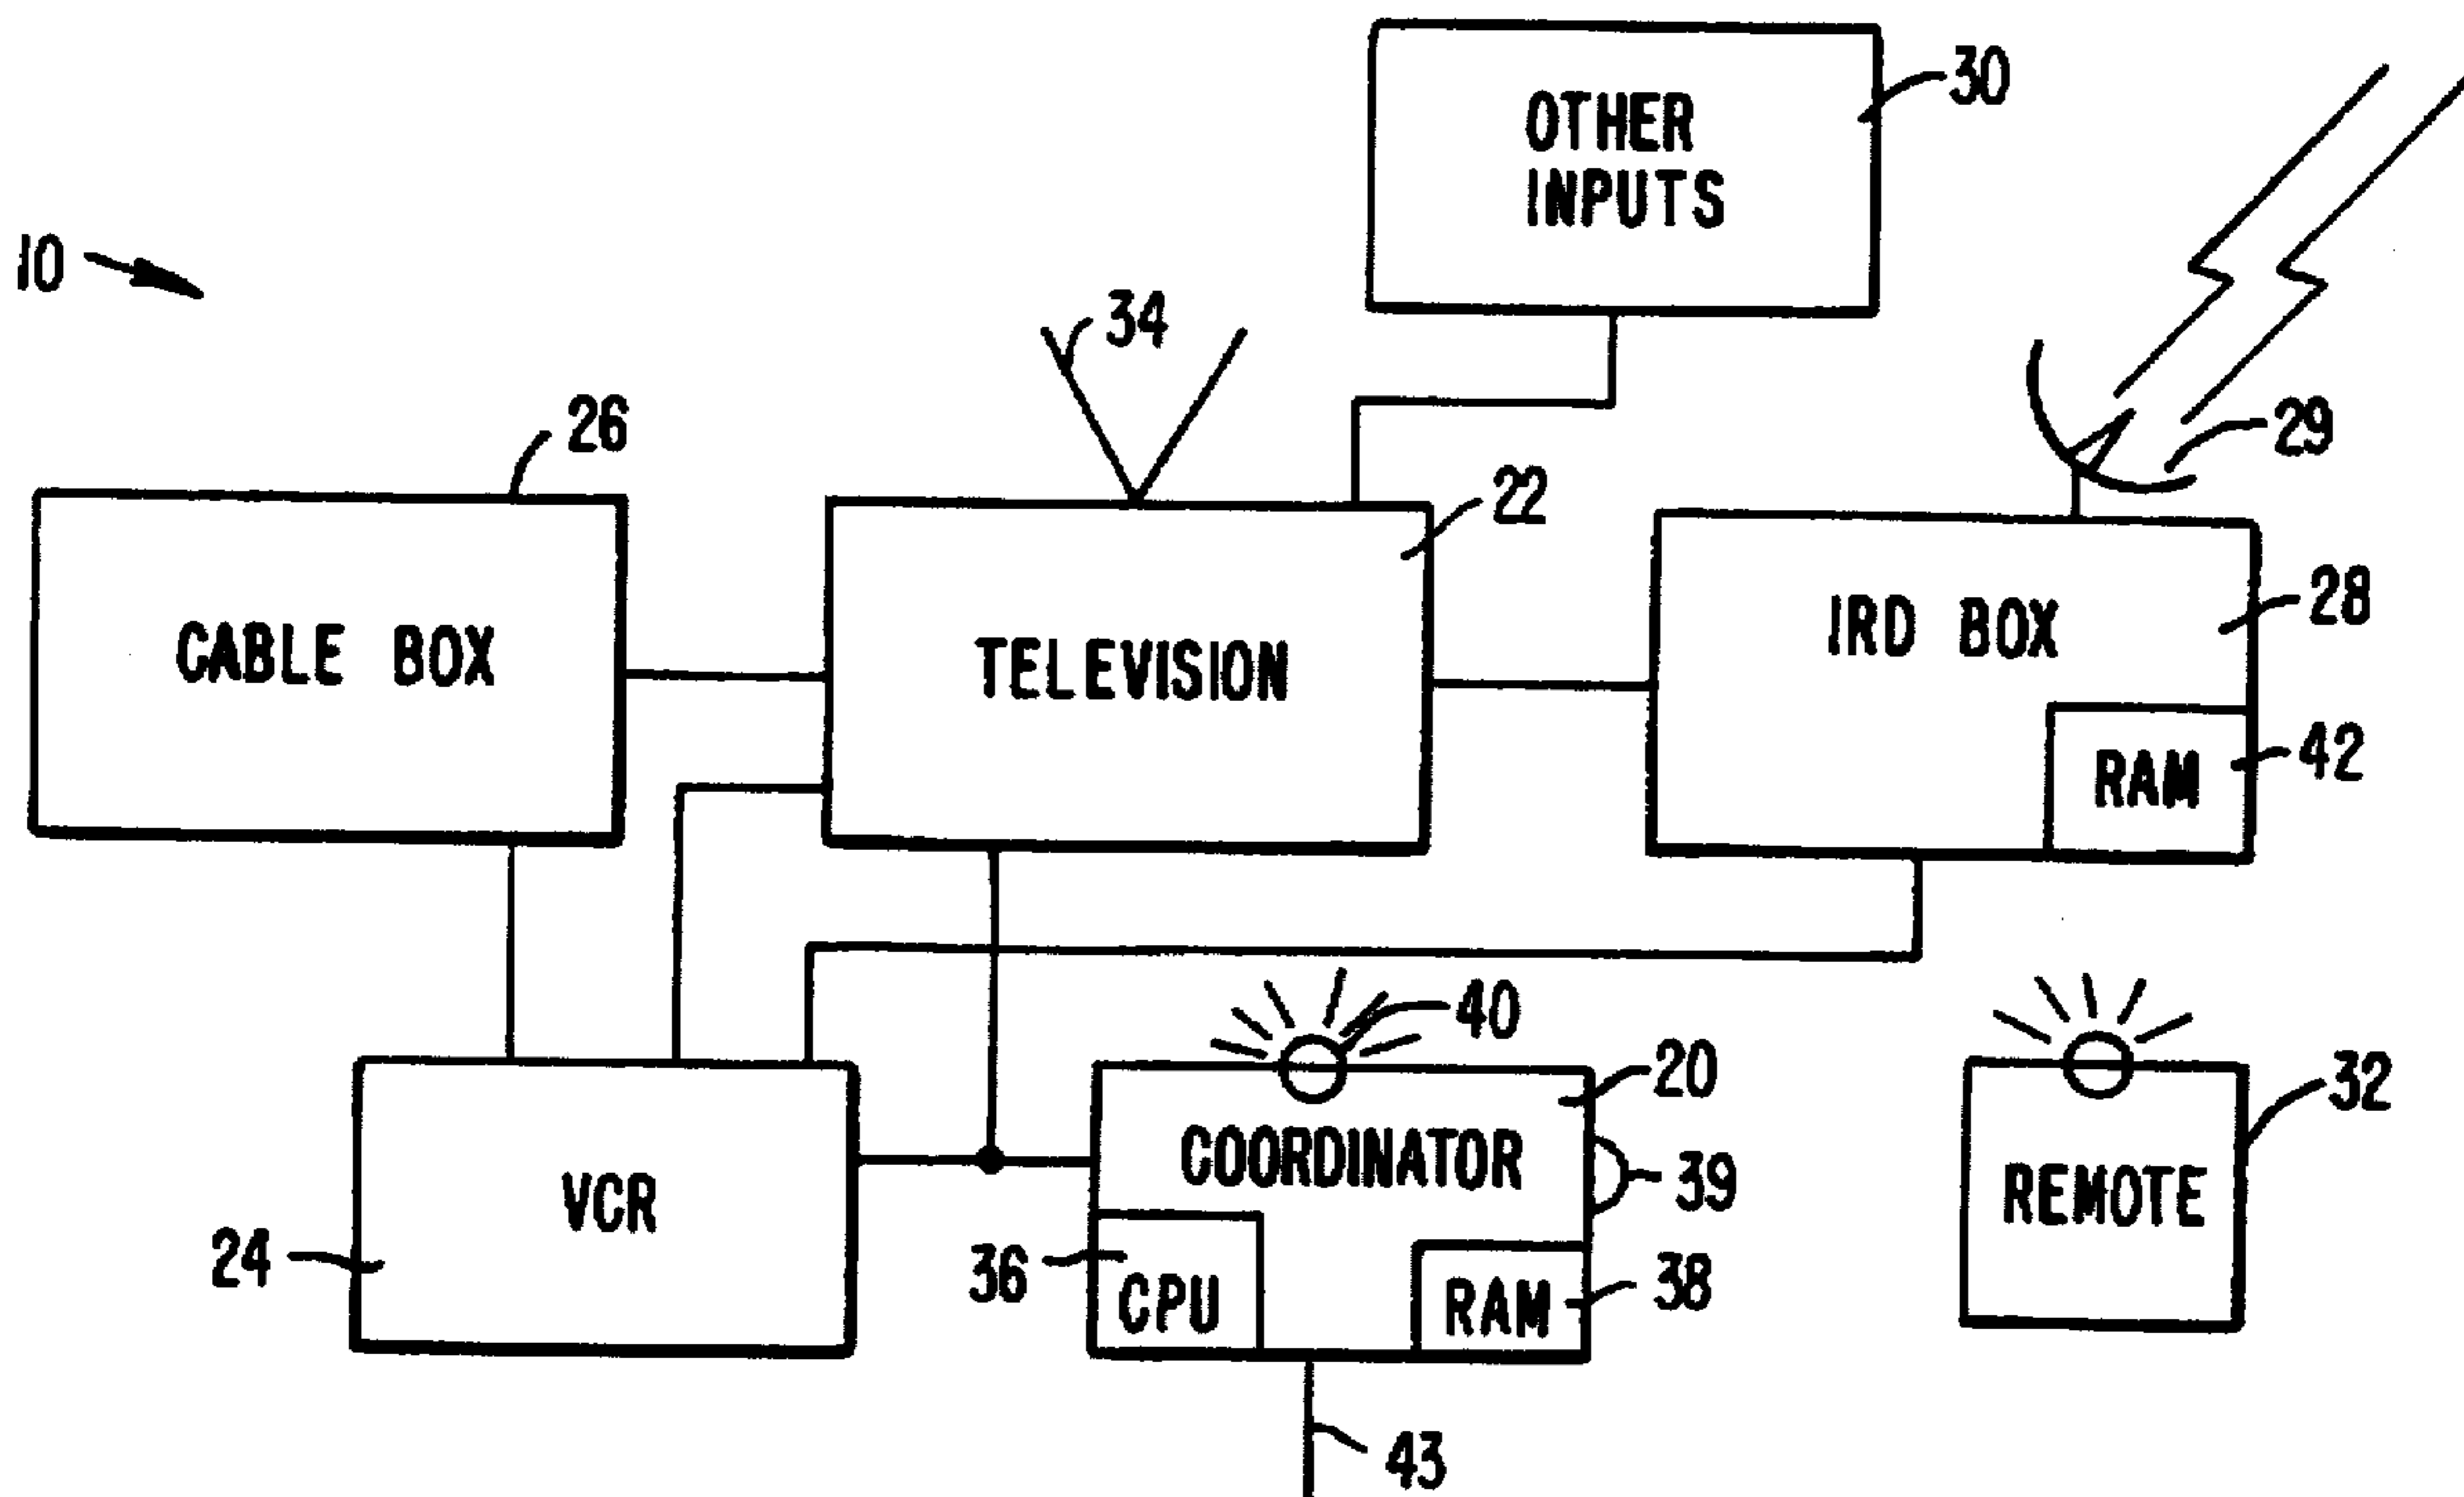 OTHER
INPUTS
30
10
34
26
29
22
CABLE BOX
TELEVISION
IRD BOX
28
RAM
42
40
20
COORDINATOR
39
VCR
24
36
CPU
RAM
38
REMOTE
32
43